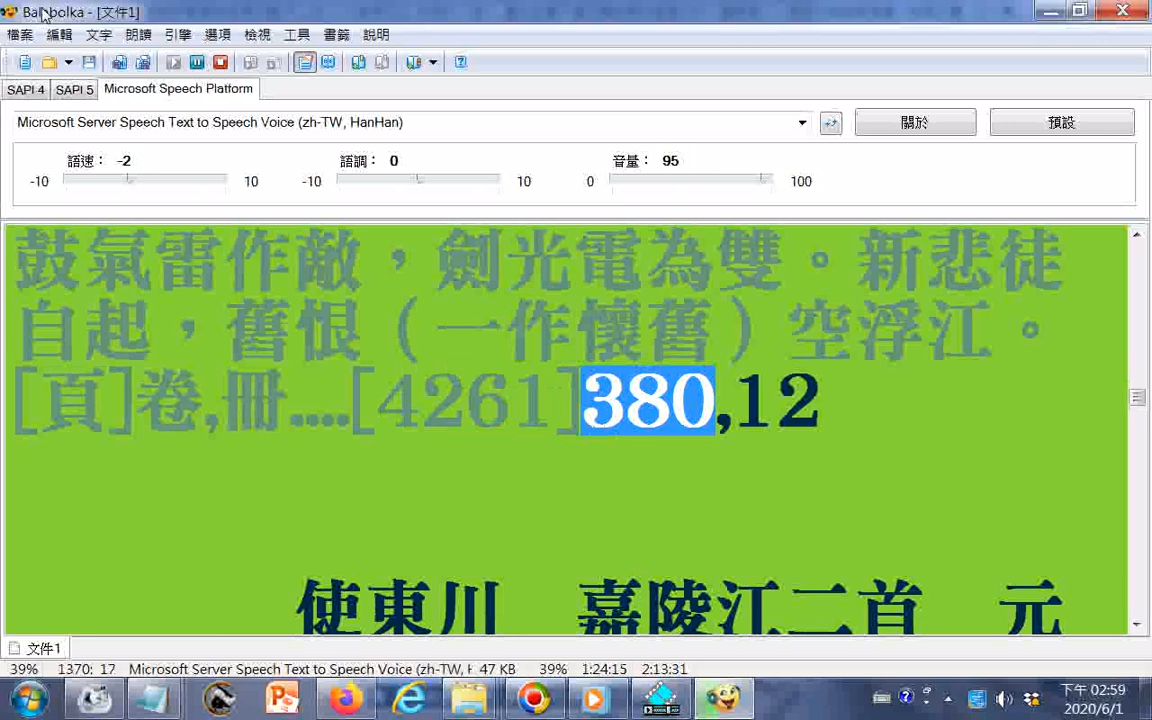 Balabolka - [文件1]
檔案 編輯 文字 朗讀 引擎 選項 檢視 工具 書籤 說明
SAPI 4 SAPI 5 Microsoft Speech Platform
Microsoft Server Speech Text to Speech Voice (zh-TW, HanHan) 關於 預設
語速: -2 語調: 0 音量: 95
-10 10 -10 10 0 100
鼓氣雷作敵，劍光電為雙。新悲徒
自起，舊恨（一作懷舊）空浮江。
[頁]卷,冊....[4261]380,12
使東川 嘉陵江二首 元
文件1
39% 1370: 17 Microsoft Server Speech Text to Speech Voice (zh-TW, H 47 KB 39% 1:24:15 2:13:31
下午 02:59
2020/6/1